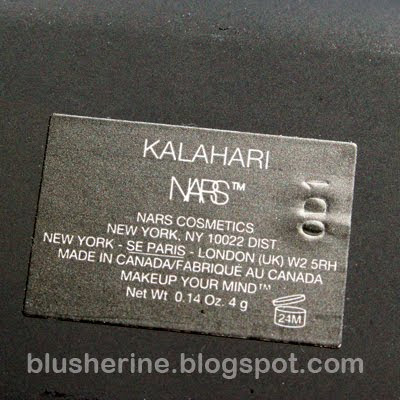 KALAHARI
NARS™
NARS COSMETICS
NEW YORK, NY 10022 DIST.
NEW YORK - SE PARIS - LONDON (UK) W2 5RH
MADE IN CANADA/FABRIQUÉ AU CANADA
MAKEUP YOUR MIND™
Net Wt. 0.14 Oz. 4 g
24M
0D1
blusherine.blogspot.com